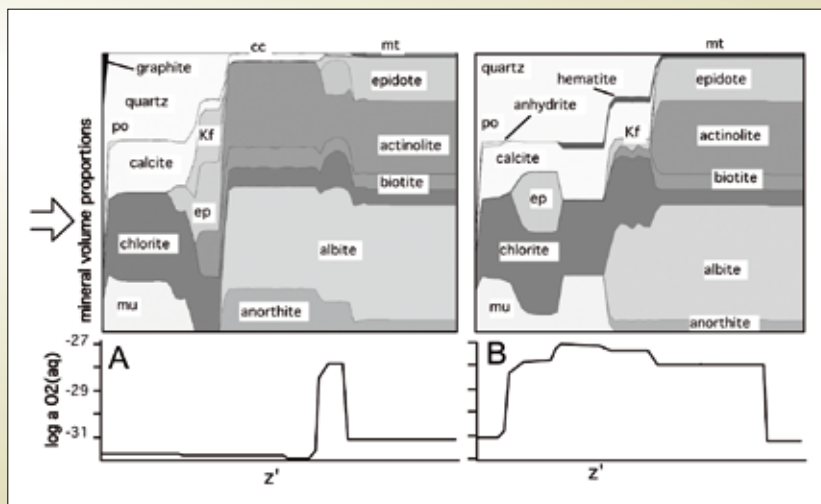 cc
mt
graphite
epidote
quartz
po
Kf
actinolite
calcite
ep
biotite
chlorite
albite
mu
anorthite
mineral volume proportions
mt
quartz
hematite
epidote
anhydrite
po
Kf
calcite
actinolite
ep
biotite
chlorite
albite
mu
anorthite
A
-27
-29
-31
log a O2(aq)
z'
B
z'